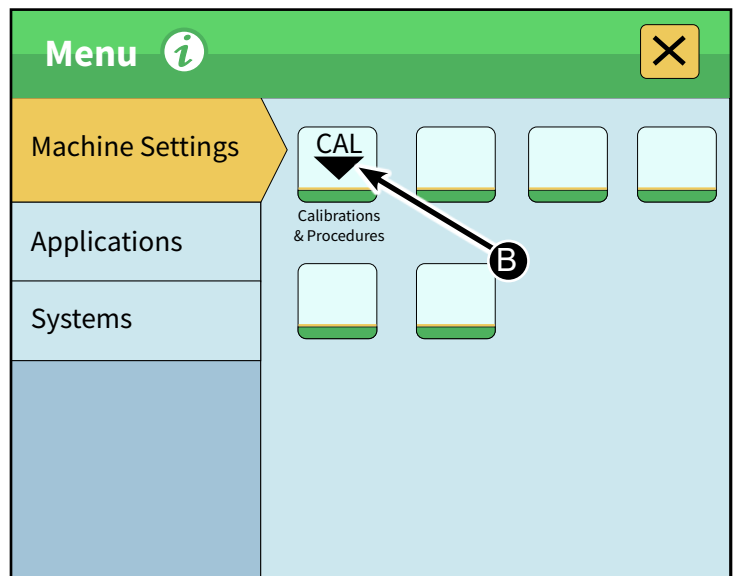 Menu i
Machine Settings
CAL
Calibrations
& Procedures
Applications
B
Systems